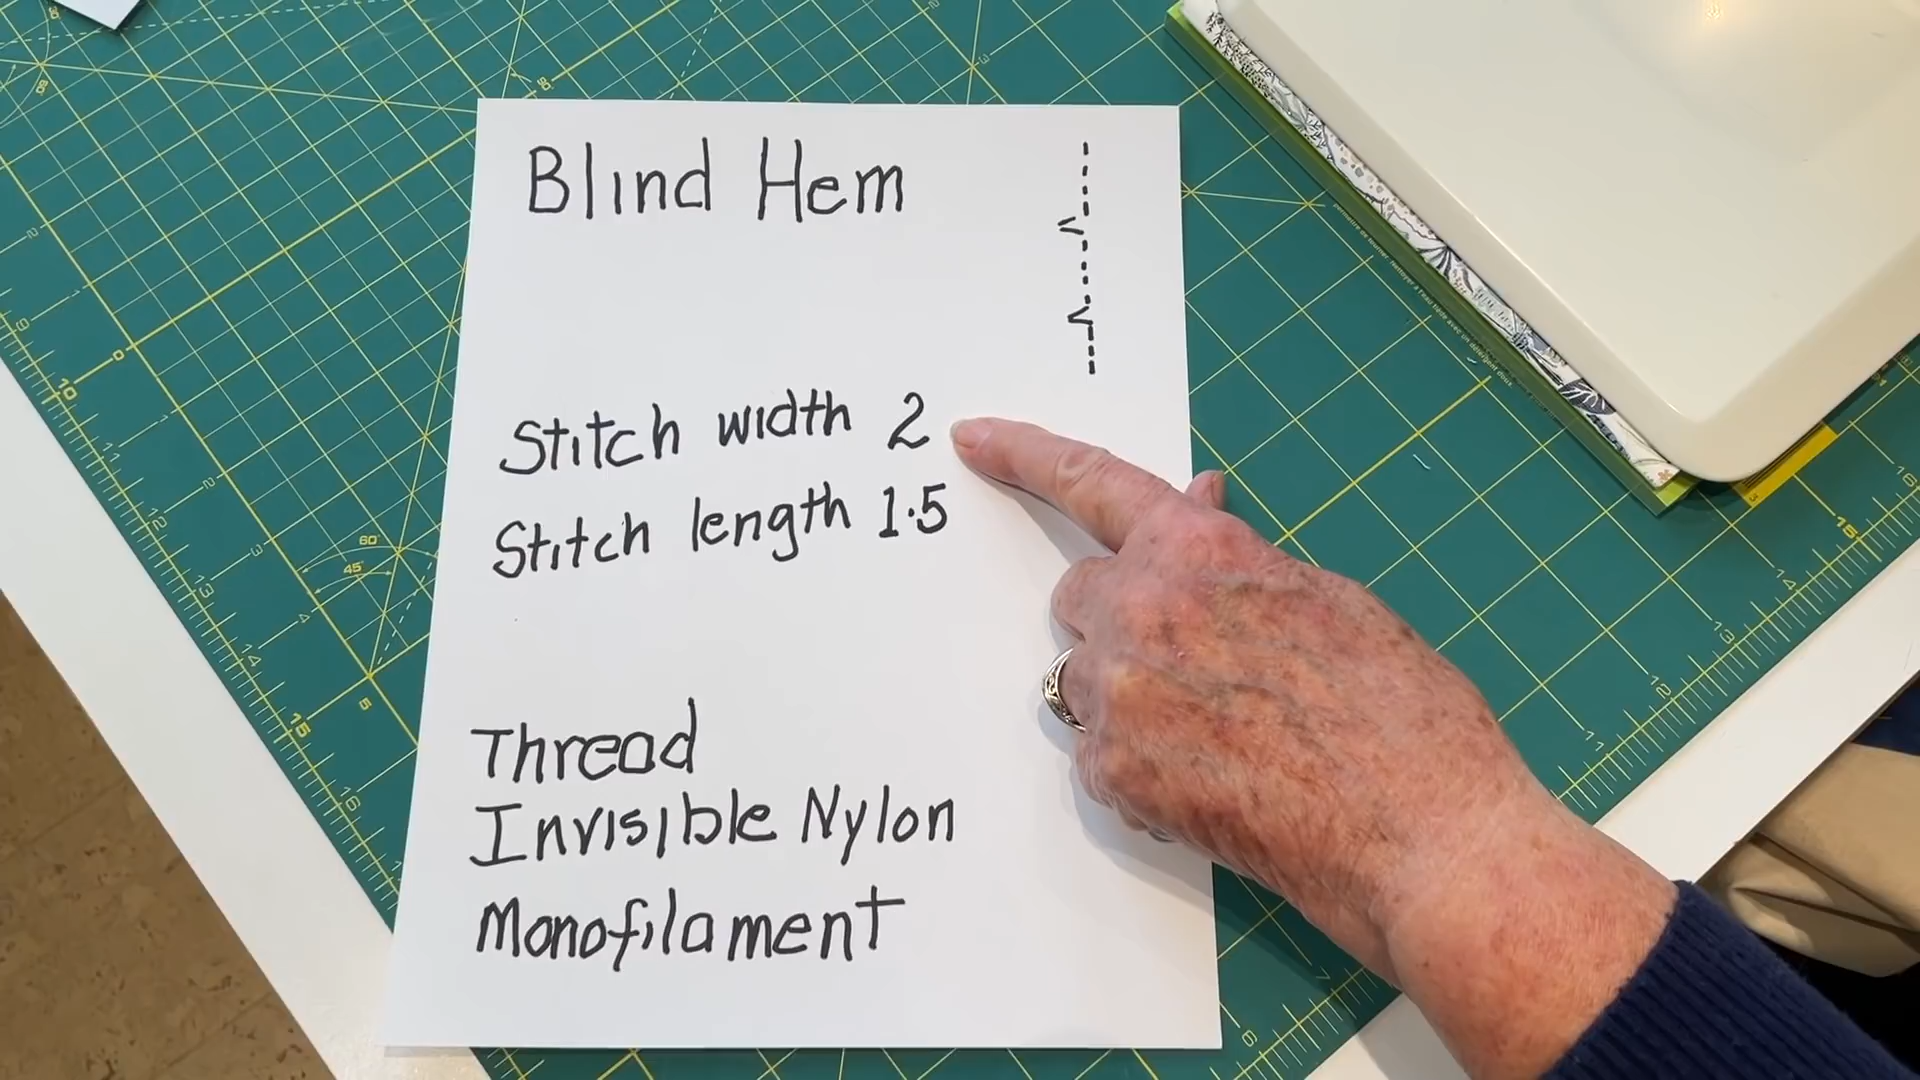 Blind Hem
Stitch width 2
Stitch length 1.5
Thread
Invisible Nylon
Monofilament